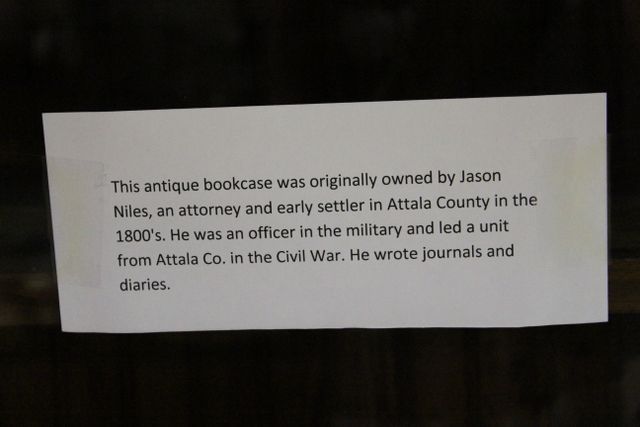 This antique bookcase was originally owned by Jason
Niles, an attorney and early settler in Attala County in the
1800's. He was an officer in the military and led a unit
from Attala Co. in the Civil War. He wrote journals and
diaries.